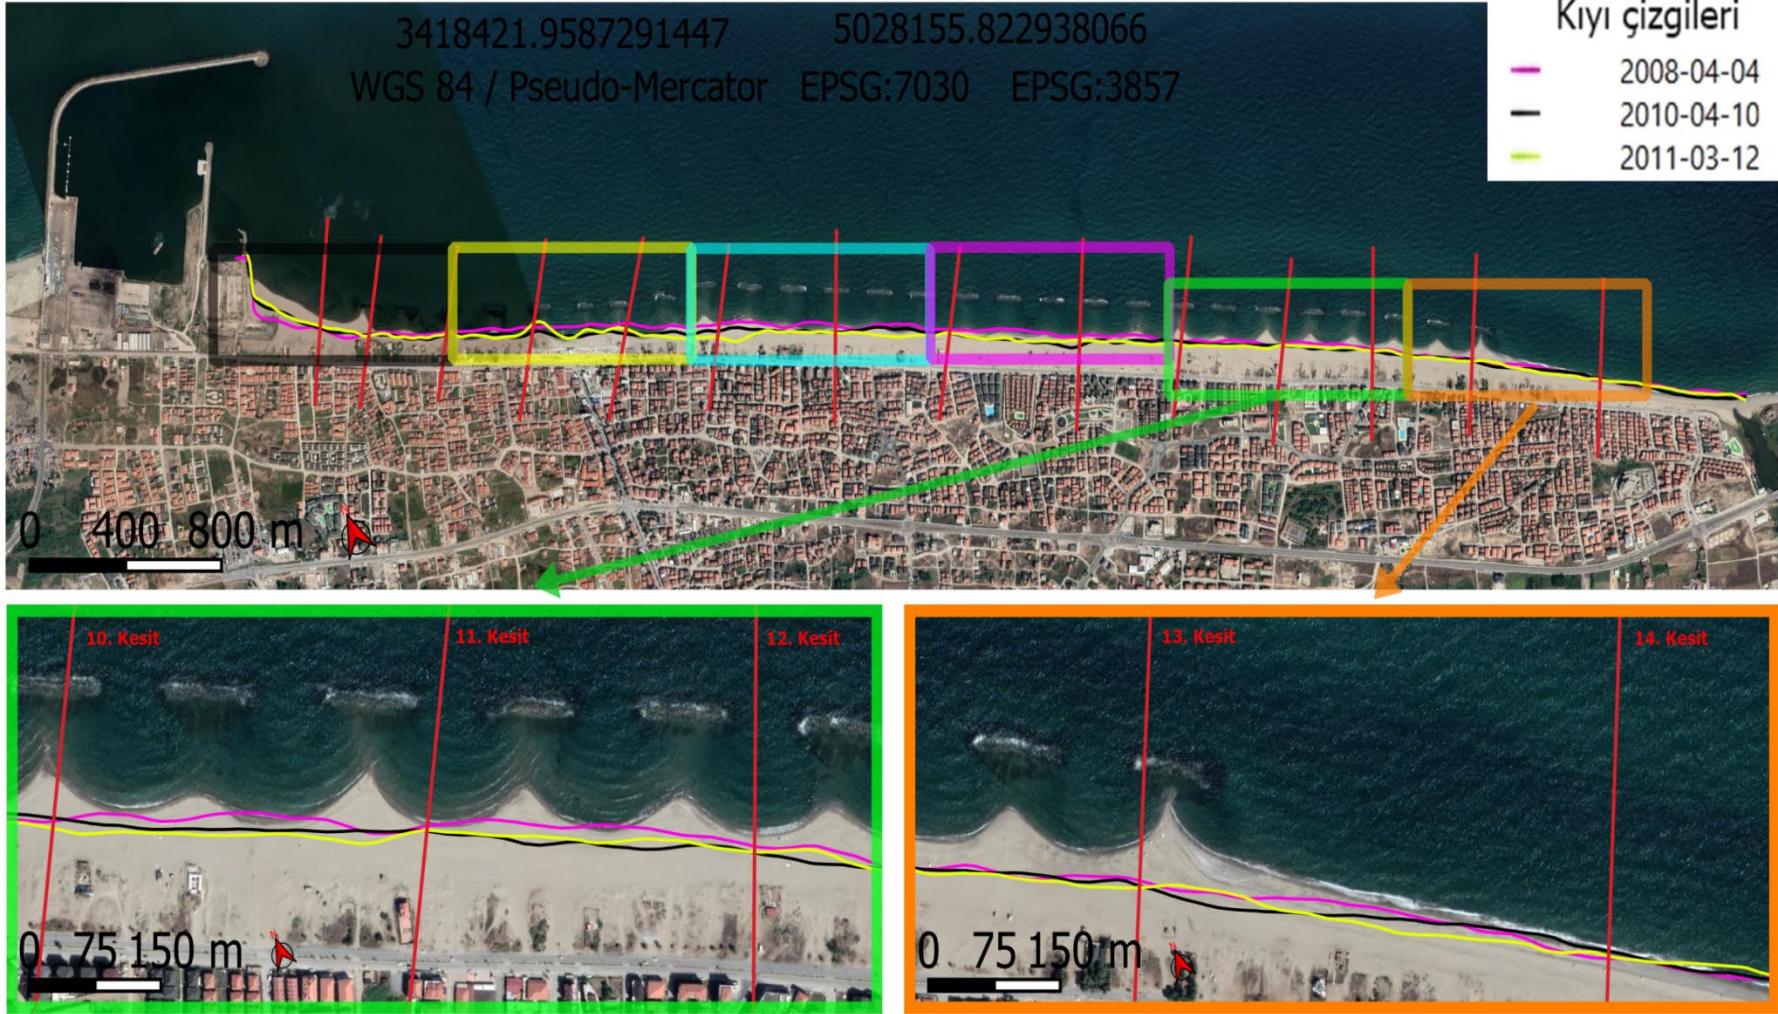 3418421.9587291447 5028155.822938066
WGS 84 / Pseudo-Mercator EPSG:7030 EPSG:3857
Kıyı çizgileri
2008-04-04
2010-04-10
2011-03-12
0 400 800 m
N
10. Kesit 11. Kesit 12. Kesit
0 75 150 m
N
13. Kesit 14. Kesit
0 75 150 m
N